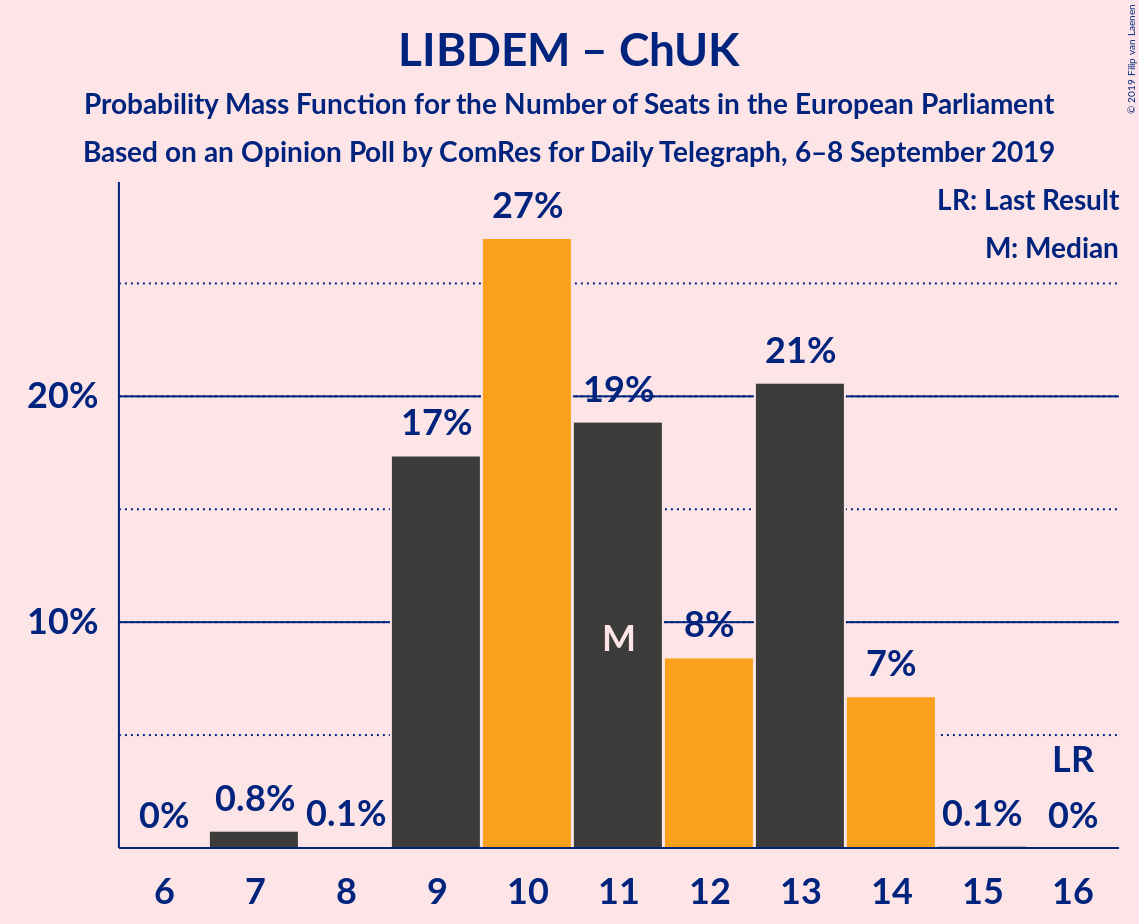 LIBDEM – ChUK
Probability Mass Function for the Number of Seats in the European Parliament
Based on an Opinion Poll by ComRes for Daily Telegraph, 6–8 September 2019
© 2019 Filip van Laenen
LR: Last Result
M: Median
27%
21%
19%
20%
17%
10%
M
8%
7%
LR
0%
0.8%
0.1%
0.1%
0%
6 7 8 9 10 11 12 13 14 15 16